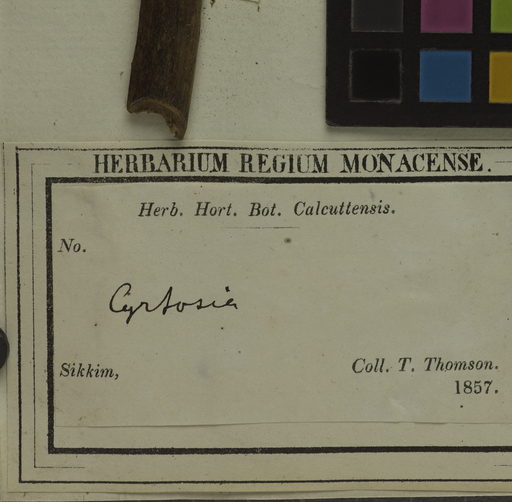 HERBARIUM REGIUM MONACENSE.
Herb. Hort. Bot. Calcuttensis.
No.
Cyrtosia
Sikkim,
Coll. T. Thomson.
1857.